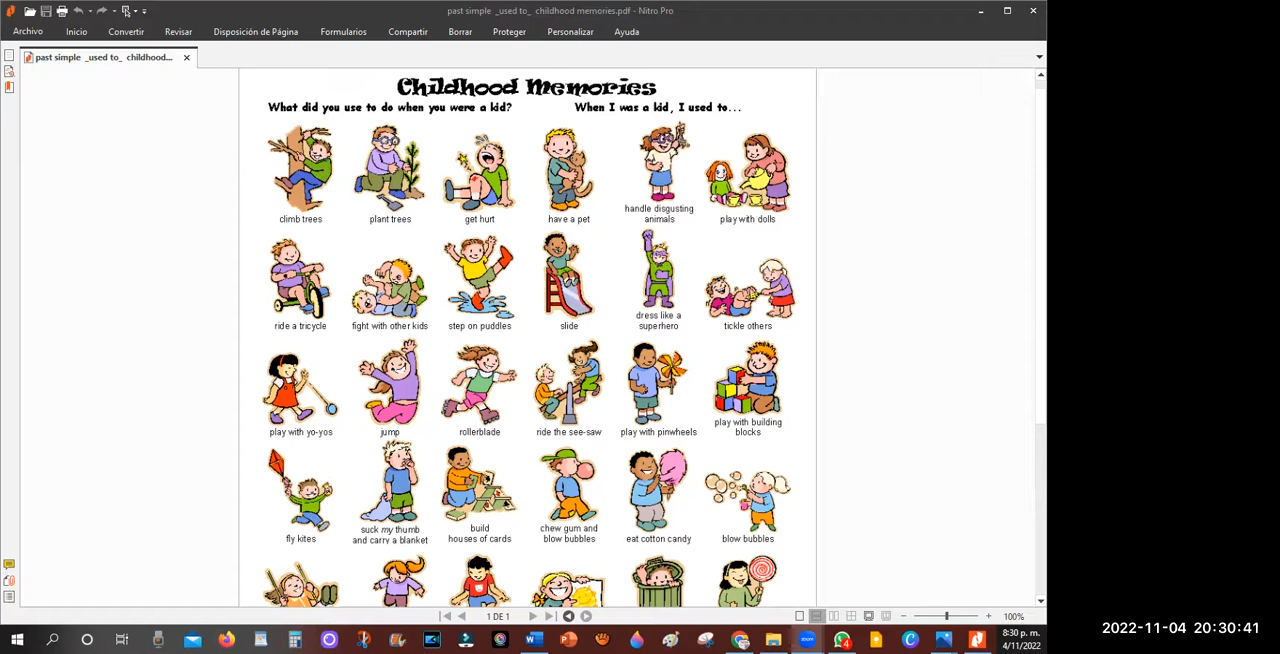 past simple _used to_ childhood memories.pdf - Nitro Pro
Archivo Inicio Convertir Revisar Disposición de Página Formularios Compartir Borrar Proteger Personalizar Ayuda
past simple _used to_ childhood...
Childhood Memories
What did you use to do when you were a kid? When I was a kid, I used to...
climb trees plant trees get hurt have a pet handle disgusting animals play with dolls
ride a tricycle fight with other kids step on puddles slide dress like a superhero tickle others
play with yo-yos jump rollerblade ride the see-saw play with pinwheels play with building blocks
fly kites suck my thumb and carry a blanket build houses of cards chew gum and blow bubbles eat cotton candy blow bubbles
1 DE 1
100%
8:30 p. m.
4/11/2022
2022-11-04 20:30:41